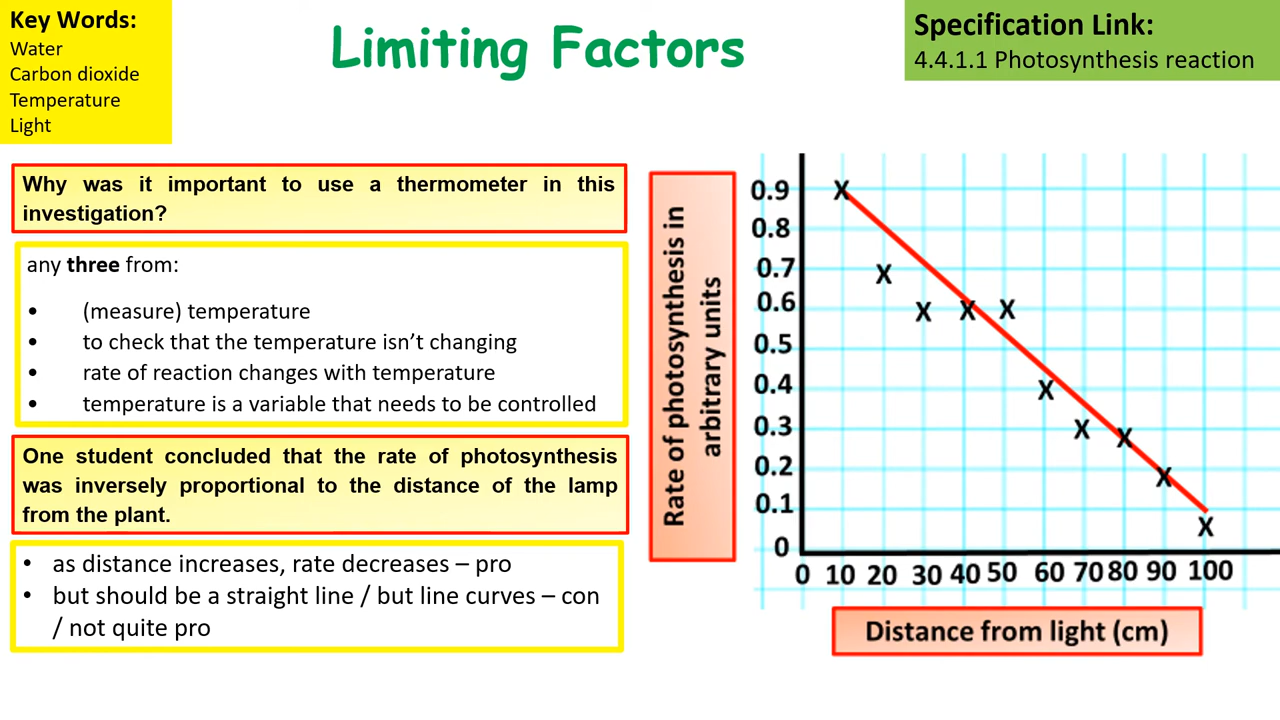 Key Words:
Water
Carbon dioxide
Temperature
Light
Limiting Factors
Specification Link:
4.4.1.1 Photosynthesis reaction
Why was it important to use a thermometer in this
investigation?
any three from:
• (measure) temperature
• to check that the temperature isn't changing
• rate of reaction changes with temperature
• temperature is a variable that needs to be controlled
One student concluded that the rate of photosynthesis
was inversely proportional to the distance of the lamp
from the plant.
• as distance increases, rate decreases – pro
• but should be a straight line / but line curves – con
/ not quite pro
Rate of photosynthesis in
arbitrary units
0.9
0.8
0.7
0.6
0.5
0.4
0.3
0.2
0.1
0
0 10 20 30 40 50 60 70 80 90 100
Distance from light (cm)